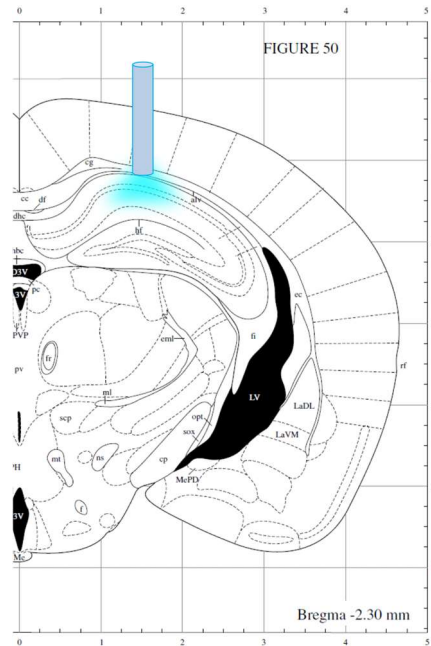 0 1 2 3 4 5
FIGURE 50
cg
cc
df
alv
dhc
hf
D3V
pc
3V
PVP
eml
fi
ec
fr
pv
rf
ml
LV
LaDL
scp
opt
sox
LaVM
mt
ns
cp
PH
McPD
f
3V
Me
Bregma -2.30 mm
0 1 2 3 4 5